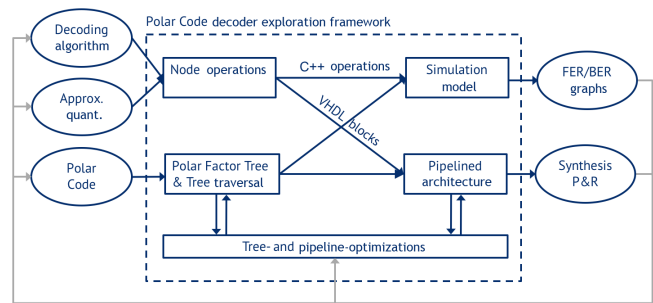 Polar Code decoder exploration framework
Decoding
algorithm
Approx.
quant.
Polar
Code
Node operations
C++ operations
VHDL blocks
Simulation
model
FER/BER
graphs
Polar Factor Tree
& Tree traversal
Pipelined
architecture
Synthesis
P&R
Tree- and pipeline-optimizations